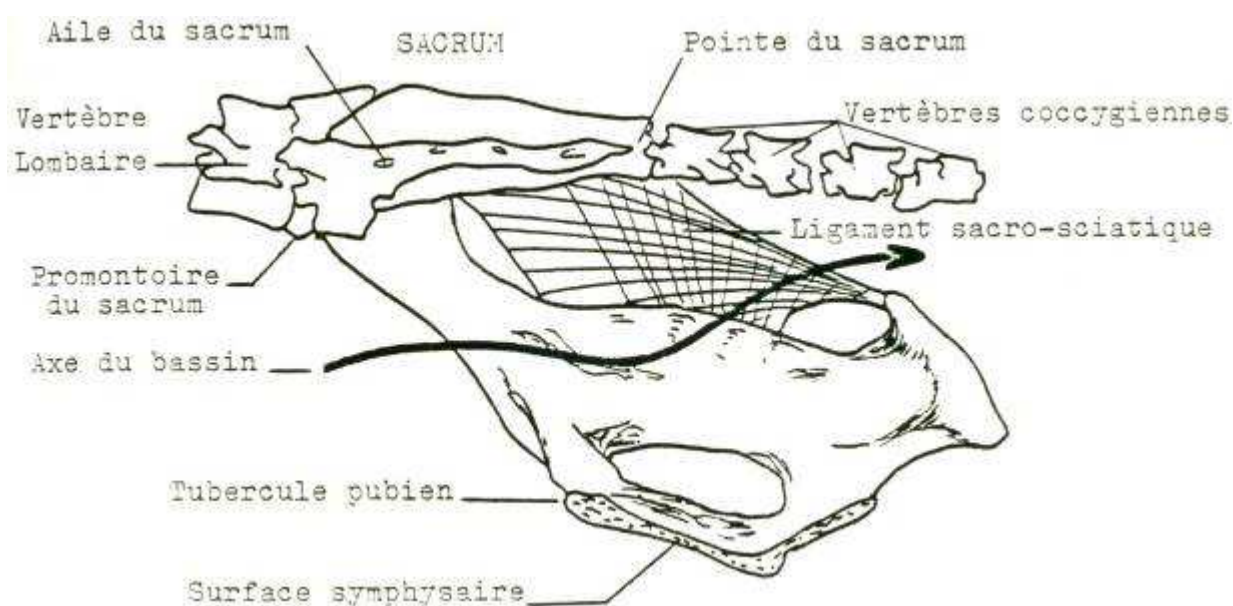 Aile du sacrum
SACRUM
Pointe du sacrum
Vertèbre
Lombaire
Vertèbres coccygiennes
Ligament sacro-sciatique
Promontoire
du sacrum
Axe du bassin
Tubercule pubien
Surface symphysaire